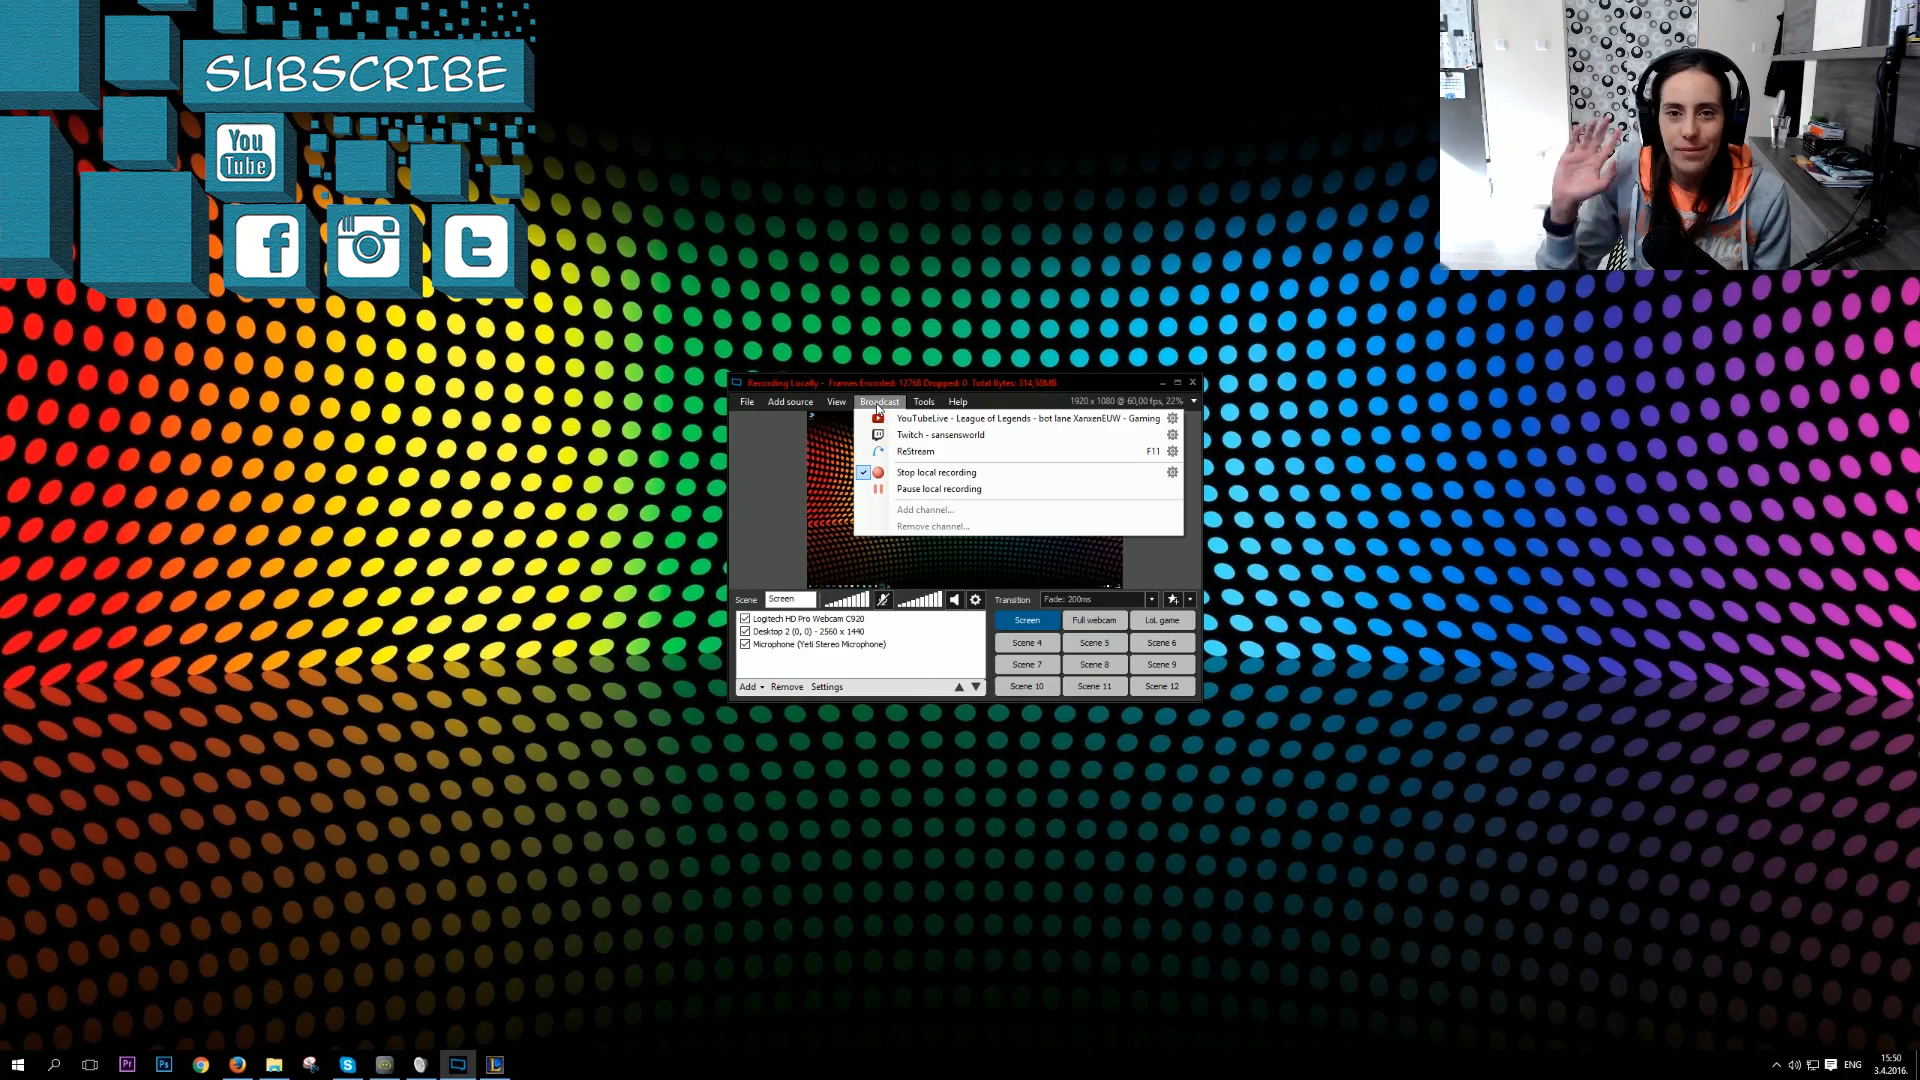 SUBSCRIBE
You
Tube
Recording Locally - Frames Encoded: 12768 Dropped: 0 Total Bytes: 314,58MB
File Add source View Broadcast Tools Help 1920 x 1080 @ 60,00 fps, 22%
YouTubeLive - League of Legends - bot lane XanxenEUW - Gaming
Twitch - sansensworld
ReStream F11
Stop local recording
Pause local recording
Add channel...
Remove channel...
Scene Screen Transition Fade: 200ms
Logitech HD Pro Webcam C920
Desktop 2 (0, 0) - 2560 x 1440
Microphone (Yeti Stereo Microphone)
Screen Full webcam LoL game
Scene 4 Scene 5 Scene 6
Scene 7 Scene 8 Scene 9
Scene 10 Scene 11 Scene 12
Add Remove Settings
Pr Ps ENG
15:50
3.4.2016.